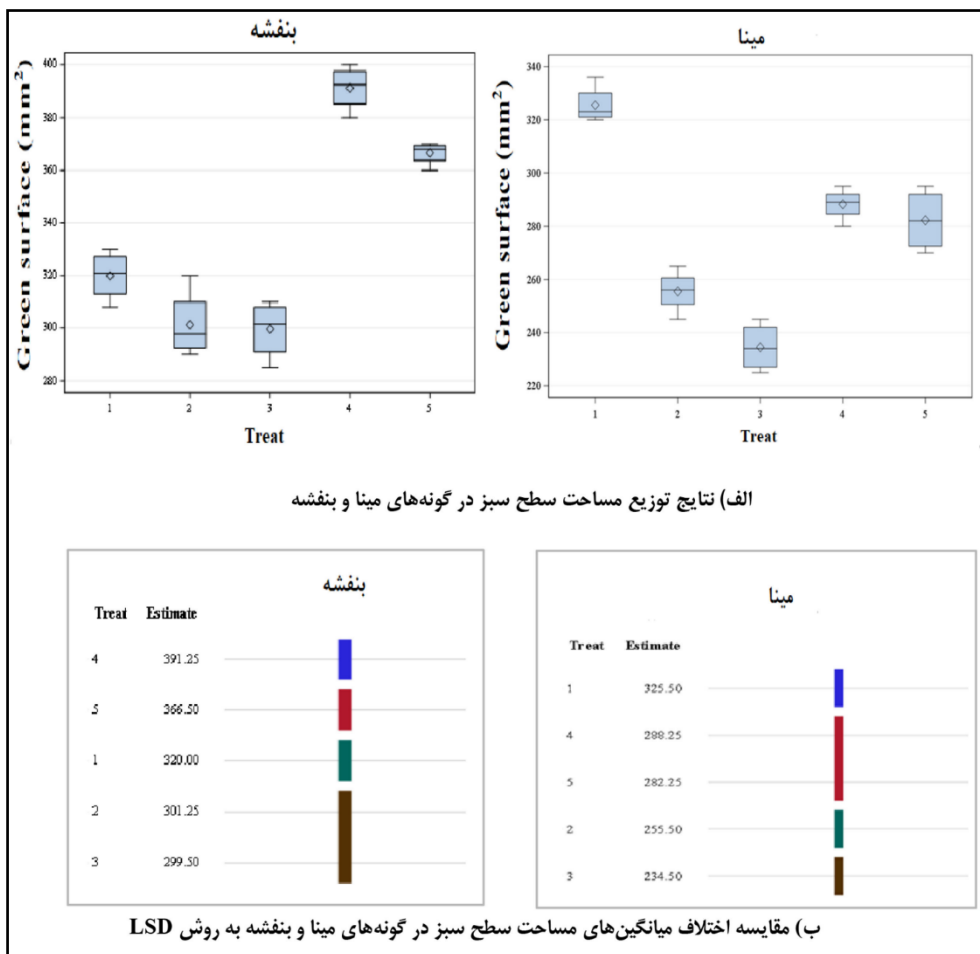 بنفشه
مینا
Green surface (mm²)
400
380
360
340
320
300
280
1 2 3 4 5
Treat
Green surface (mm²)
340
320
300
280
260
240
220
1 2 3 4 5
Treat
الف) نتایج توزیع مساحت سطح سبز در گونه‌های مینا و بنفشه
بنفشه
Treat Estimate
4 391.25
5 366.50
1 320.00
2 301.25
3 299.50
مینا
Treat Estimate
1 325.50
4 288.25
5 282.25
2 255.50
3 234.50
ب) مقایسه اختلاف میانگین‌های مساحت سطح سبز در گونه‌های مینا و بنفشه به روش LSD